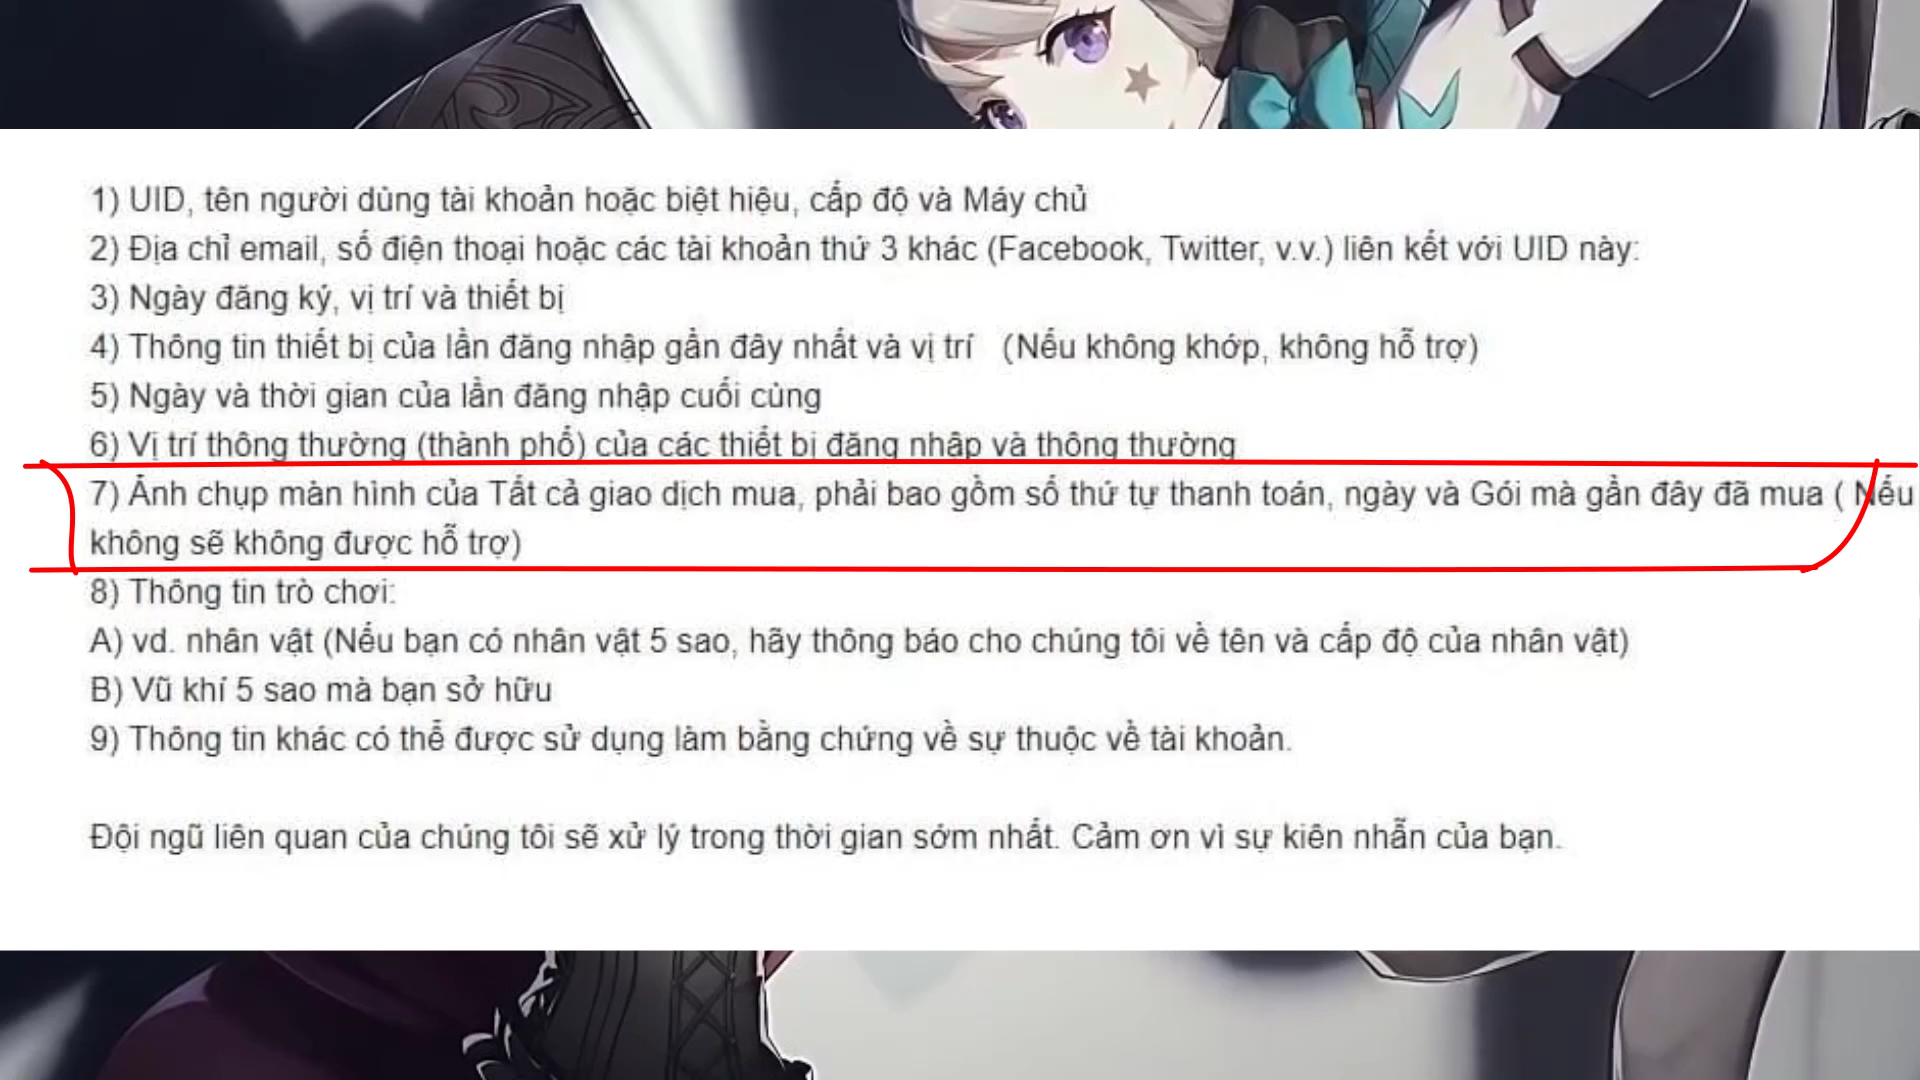 1) UID, tên người dùng tài khoản hoặc biệt hiệu, cấp độ và Máy chủ
2) Địa chỉ email, số điện thoại hoặc các tài khoản thứ 3 khác (Facebook, Twitter, v.v.) liên kết với UID này:
3) Ngày đăng ký, vị trí và thiết bị
4) Thông tin thiết bị của lần đăng nhập gần đây nhất và vị trí (Nếu không khớp, không hỗ trợ)
5) Ngày và thời gian của lần đăng nhập cuối cùng
6) Vị trí thông thường (thành phố) của các thiết bị đăng nhập và thông thường
7) Ảnh chụp màn hình của Tất cả giao dịch mua, phải bao gồm số thứ tự thanh toán, ngày và Gói mà gần đây đã mua ( Nếu
không sẽ không được hỗ trợ)
8) Thông tin trò chơi:
A) vd. nhân vật (Nếu bạn có nhân vật 5 sao, hãy thông báo cho chúng tôi về tên và cấp độ của nhân vật)
B) Vũ khí 5 sao mà bạn sở hữu
9) Thông tin khác có thể được sử dụng làm bằng chứng về sự thuộc về tài khoản.
Đội ngũ liên quan của chúng tôi sẽ xử lý trong thời gian sớm nhất. Cảm ơn vì sự kiên nhẫn của bạn.